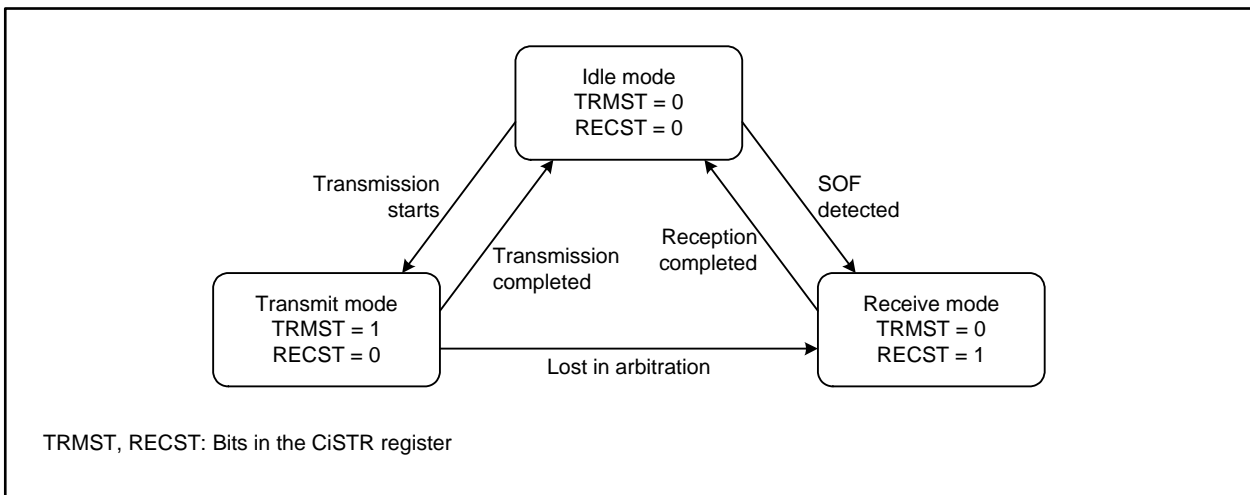 Idle mode
TRMST = 0
RECST = 0
Transmission
starts
SOF
detected
Transmission
completed
Reception
completed
Transmit mode
TRMST = 1
RECST = 0
Receive mode
TRMST = 0
RECST = 1
Lost in arbitration
TRMST, RECST: Bits in the CiSTR register